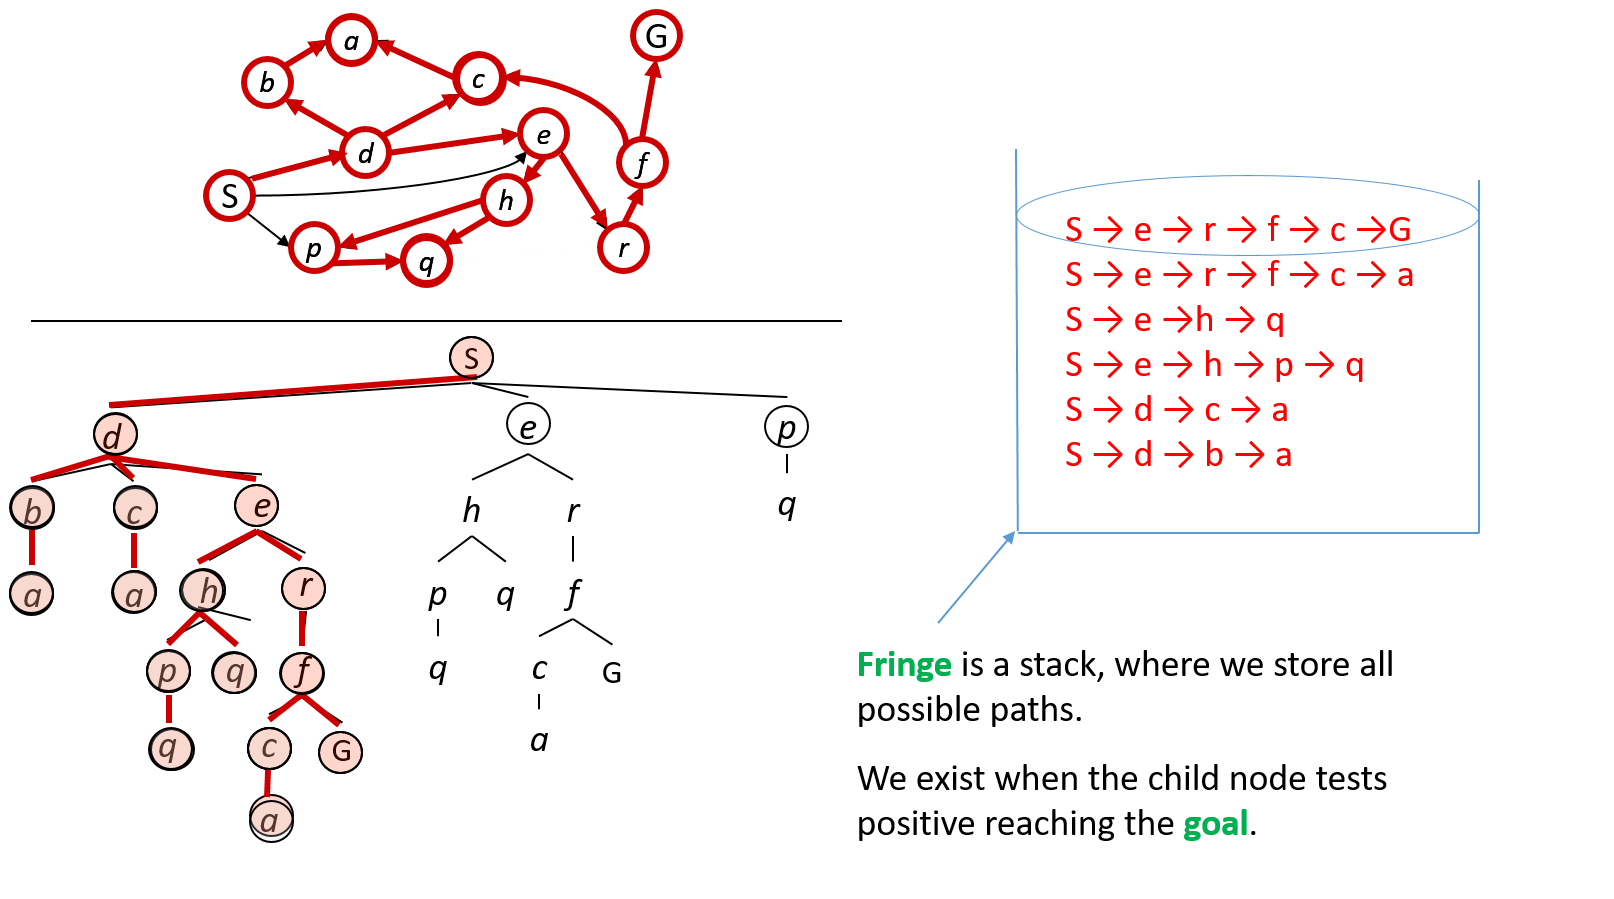 a
G
b
c
e
d
f
S
h
p
q
r
S → e → r → f → c →G
S → e → r → f → c → a
S → e →h → q
S → e → h → p → q
S → d → c → a
S → d → b → a
S
d
e
p
b
c
e
h
r
q
a
a
h
r
p
q
f
p
q
f
q
c
G
q
c
G
a
a
Fringe is a stack, where we store all
possible paths.
We exist when the child node tests
positive reaching the goal.